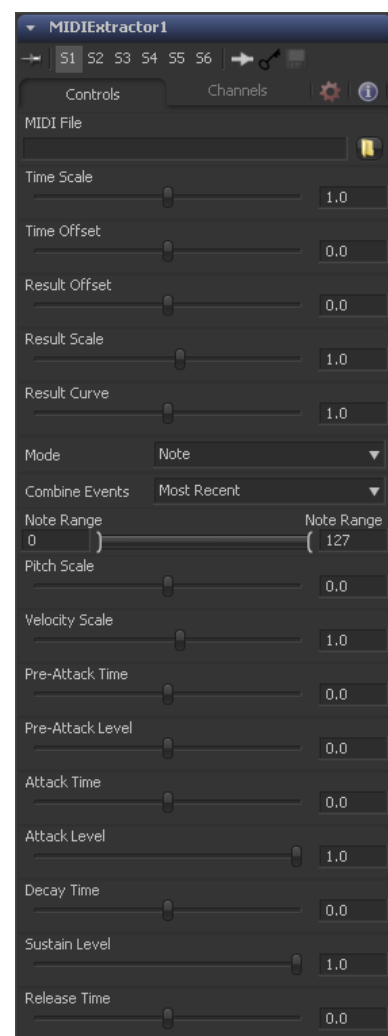 MIDIExtractor1
S1 S2 S3 S4 S5 S6
Controls Channels
MIDI File
Time Scale
1.0
Time Offset
0.0
Result Offset
0.0
Result Scale
1.0
Result Curve
1.0
Mode Note
Combine Events Most Recent
Note Range Note Range
0 127
Pitch Scale
0.0
Velocity Scale
1.0
Pre-Attack Time
0.0
Pre-Attack Level
0.0
Attack Time
0.0
Attack Level
1.0
Decay Time
0.0
Sustain Level
1.0
Release Time
0.0